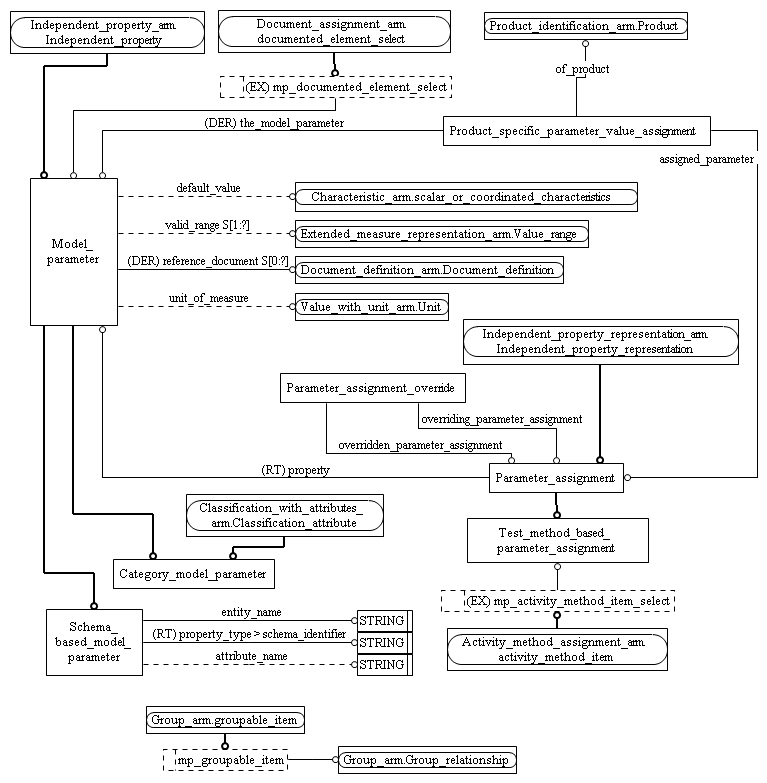 Independent_property_arm.
Independent_property
Document_assignment_arm.
documented_element_select
Product_identification_arm.Product
of_product
(EX) mp_documented_element_select
(DER) the_model_parameter
Product_specific_parameter_value_assignment
assigned_parameter
default_value
Characteristic_arm.scalar_or_coordinated_characteristics
valid_range S[1:?]
Extended_measure_representation_arm.Value_range
Model_
parameter
(DER) reference_document S[0:?]
Document_definition_arm.Document_definition
unit_of_measure
Value_with_unit_arm.Unit
Independent_property_representation_arm.
Independent_property_representation
Parameter_assignment_override
overriding_parameter_assignment
overridden_parameter_assignment
(RT) property
Parameter_assignment
Classification_with_attributes_
arm.Classification_attribute
Test_method_based_
parameter_assignment
Category_model_parameter
(EX) mp_activity_method_item_select
Schema_
based_model_
parameter
entity_name
STRING
(RT) property_type > schema_identifier
STRING
attribute_name
STRING
Activity_method_assignment_arm.
activity_method_item
Group_arm.groupable_item
mp_groupable_item
Group_arm.Group_relationship